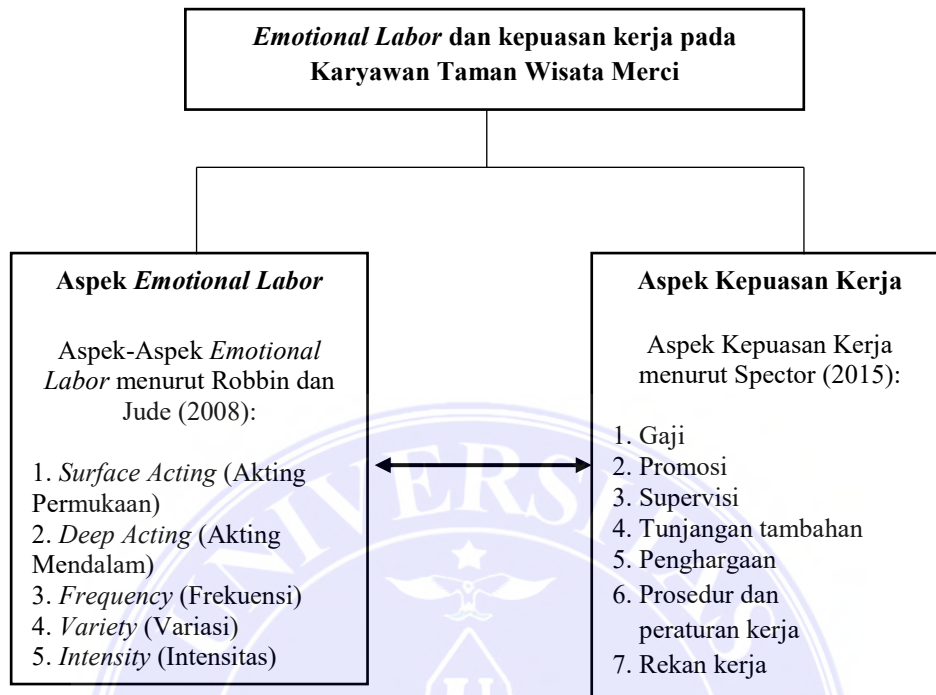 Emotional Labor dan kepuasan kerja pada
Karyawan Taman Wisata Merci
Aspek Emotional Labor
Aspek-Aspek Emotional
Labor menurut Robbin dan
Jude (2008):
1. Surface Acting (Akting
Permukaan)
2. Deep Acting (Akting
Mendalam)
3. Frequency (Frekuensi)
4. Variety (Variasi)
5. Intensity (Intensitas)
Aspek Kepuasan Kerja
Aspek Kepuasan Kerja
menurut Spector (2015):
1. Gaji
2. Promosi
3. Supervisi
4. Tunjangan tambahan
5. Penghargaan
6. Prosedur dan
peraturan kerja
7. Rekan kerja
UNIVERSITAS